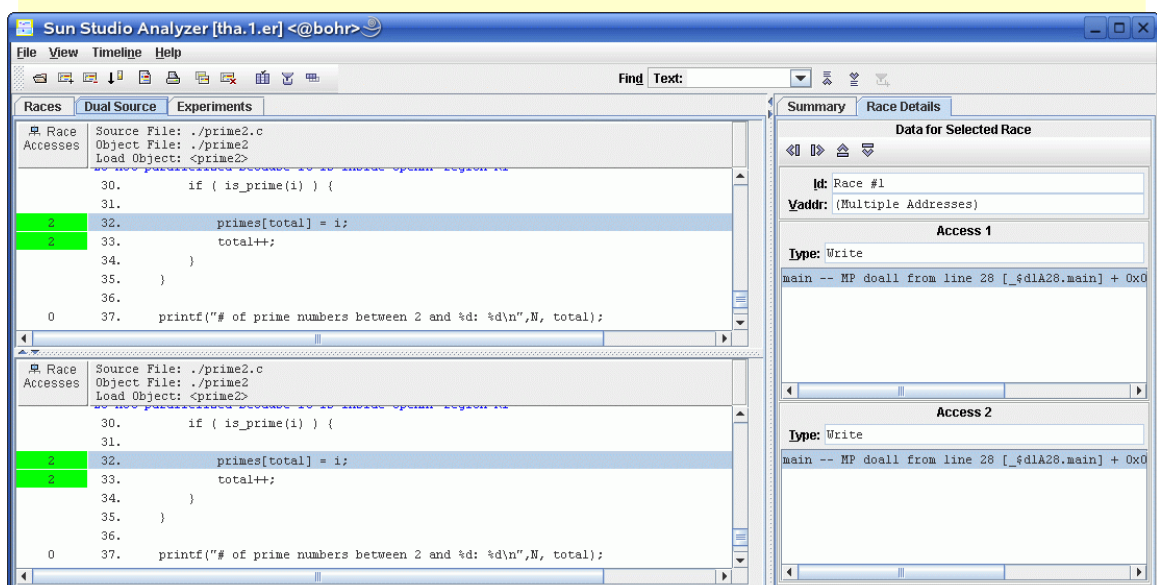 Sun Studio Analyzer [tha.1.er] <@bohr>
File View Timeline Help
Find Text:
Races Dual Source Experiments
Race Accesses
Source File: ./prime2.c
Object File: ./prime2
Load Object: <prime2>
30. if ( is_prime(i) ) {
31.
2 32. primes[total] = i;
2 33. total++;
34. }
35. }
36.
0 37. printf("# of prime numbers between 2 and %d: %d\n",N, total);
Race Accesses
Source File: ./prime2.c
Object File: ./prime2
Load Object: <prime2>
30. if ( is_prime(i) ) {
31.
2 32. primes[total] = i;
2 33. total++;
34. }
35. }
36.
0 37. printf("# of prime numbers between 2 and %d: %d\n",N, total);
Summary Race Details
Data for Selected Race
Id: Race #1
Vaddr: (Multiple Addresses)
Access 1
Type: Write
main -- MP doall from line 28 [_$d1A28.main] + 0x0
Access 2
Type: Write
main -- MP doall from line 28 [_$d1A28.main] + 0x0